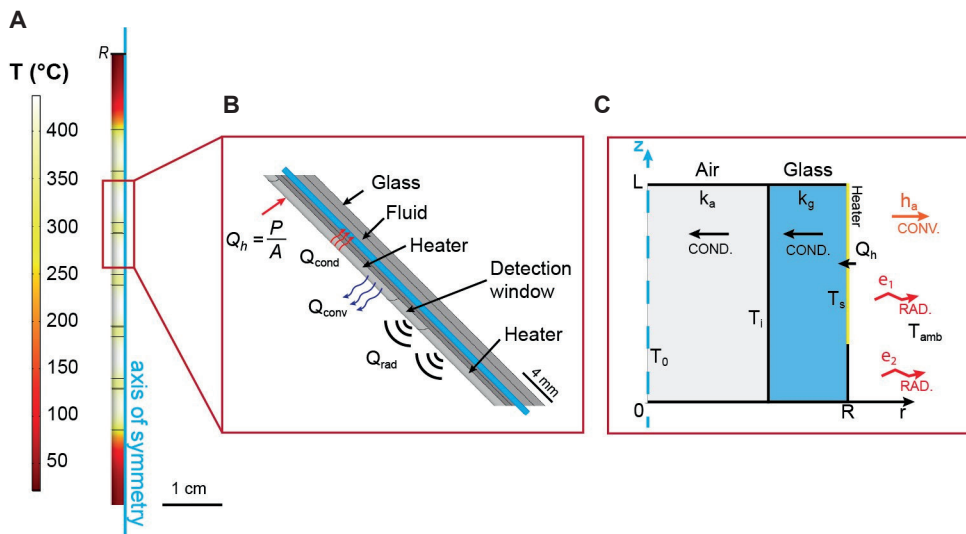 A
R
T (°C)
400
350
300
250
200
150
100
50
axis of symmetry
1 cm
B
Glass
Fluid
Heater
Detection
window
Heater
Q_h = P/A
Q_cond
Q_conv
Q_rad
4 mm
C
z
L
Air
Glass
k_a
k_g
Heater
h_a
CONV.
COND.
COND.
Q_h
e_1
RAD.
T_s
T_i
T_amb
T_0
e_2
RAD.
0
R
r